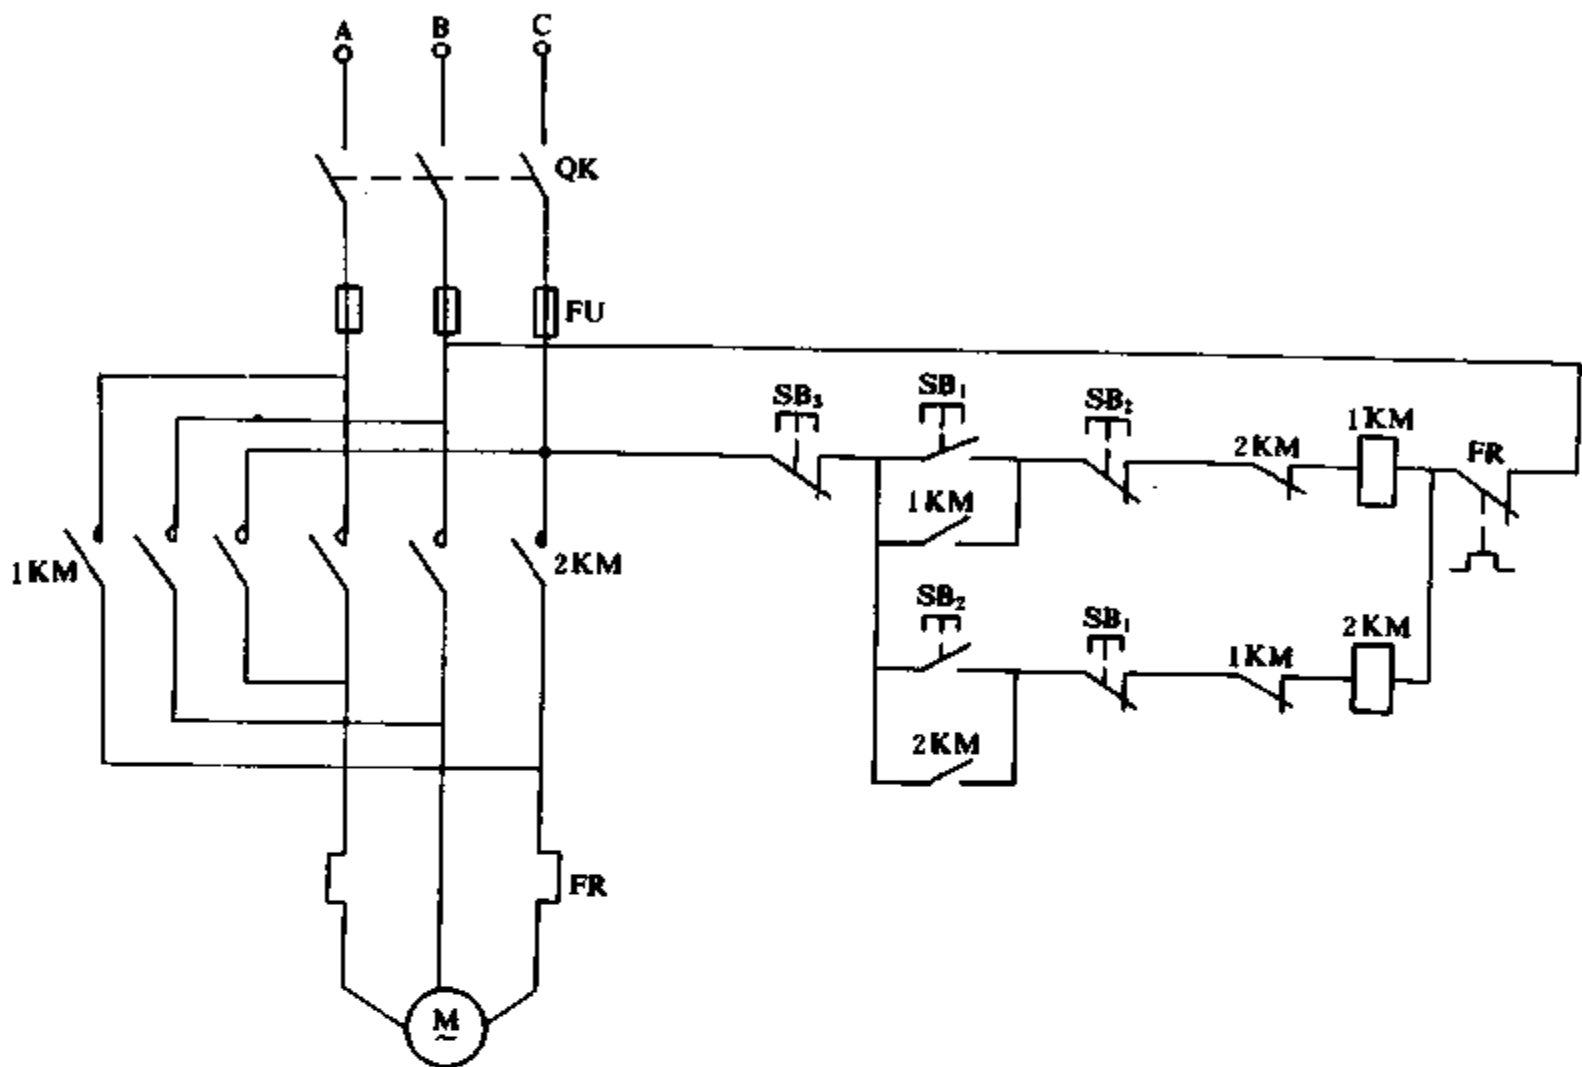 A B C
QK
FU
SB₃ SB₁ SB₂ 2KM 1KM FR
1KM
1KM 2KM
SB₂ SB₁ 1KM 2KM
2KM
FR
M
~